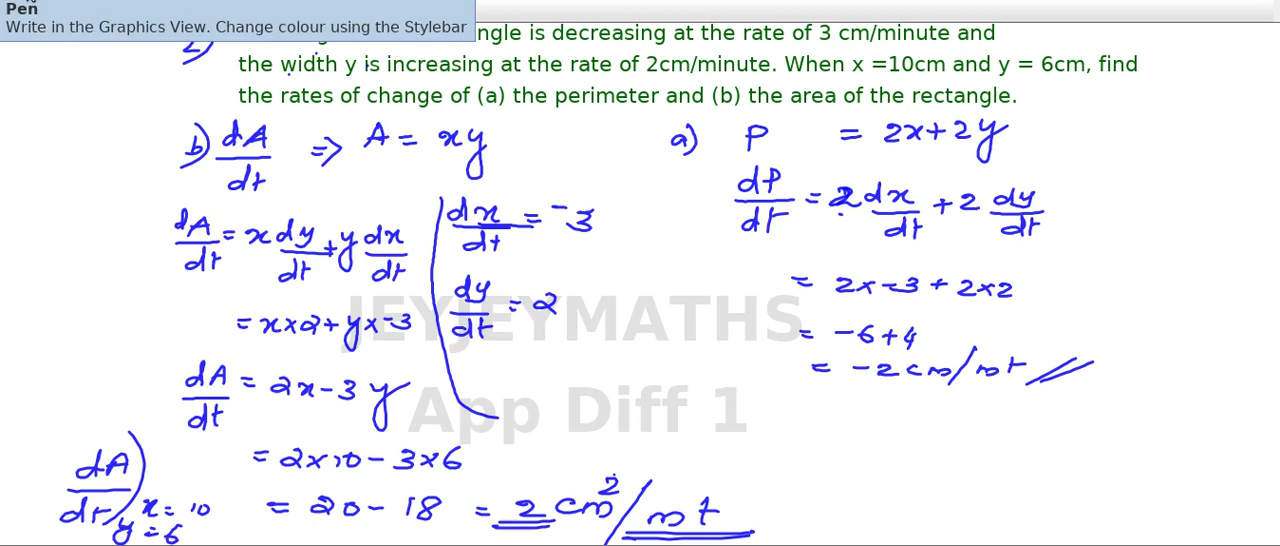 Pen
Write in the Graphics View. Change colour using the Stylebar
2)
ngle is decreasing at the rate of 3 cm/minute and
the width y is increasing at the rate of 2cm/minute. When x =10cm and y = 6cm, find
the rates of change of (a) the perimeter and (b) the area of the rectangle.
b) dA/dt => A = xy
dA/dt = x dy/dt + y dx/dt
= x×2+y×-3
dA/dt = 2x-3y
= 2×10-3×6
dA/dt) x=10 y=6 = 20-18 = 2 cm²/mt
dx/dt = -3
dy/dt = 2
a) P = 2x+2y
dP/dt = 2dx/dt + 2 dy/dt
= 2×-3+2×2
= -6+4
= -2cm/mt
JEYJEYMATHS
App Diff 1